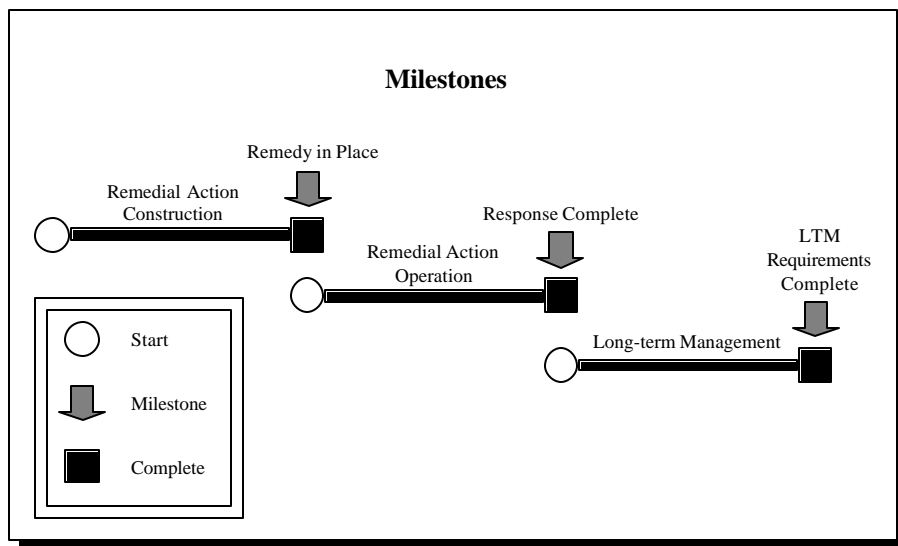 Milestones
Remedy in Place
Remedial Action
Construction
Response Complete
Remedial Action
Operation
LTM
Requirements
Complete
Long-term Management
Start
Milestone
Complete